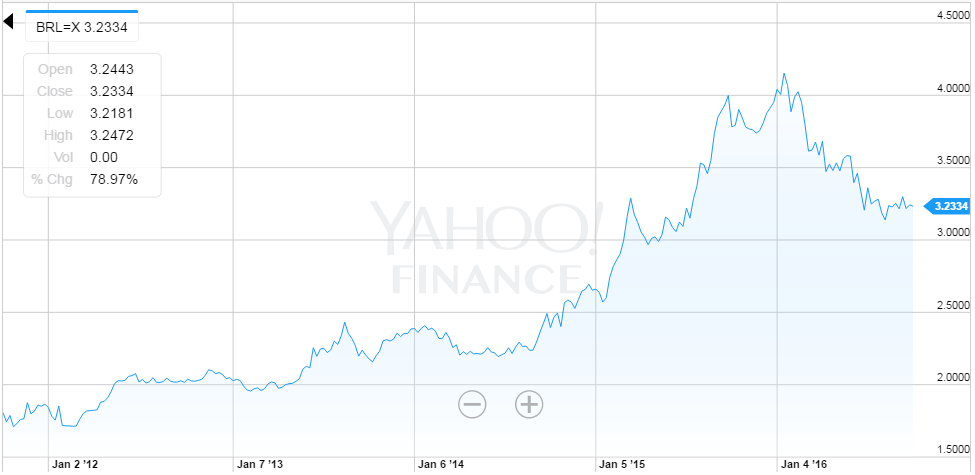 BRL=X 3.2334
Open 3.2443
Close 3.2334
Low 3.2181
High 3.2472
Vol 0.00
% Chg 78.97%
4.5000
4.0000
3.5000
3.2334
3.0000
2.5000
2.0000
1.5000
YAHOO!
FINANCE
Jan 2 '12 Jan 7 '13 Jan 6 '14 Jan 5 '15 Jan 4 '16